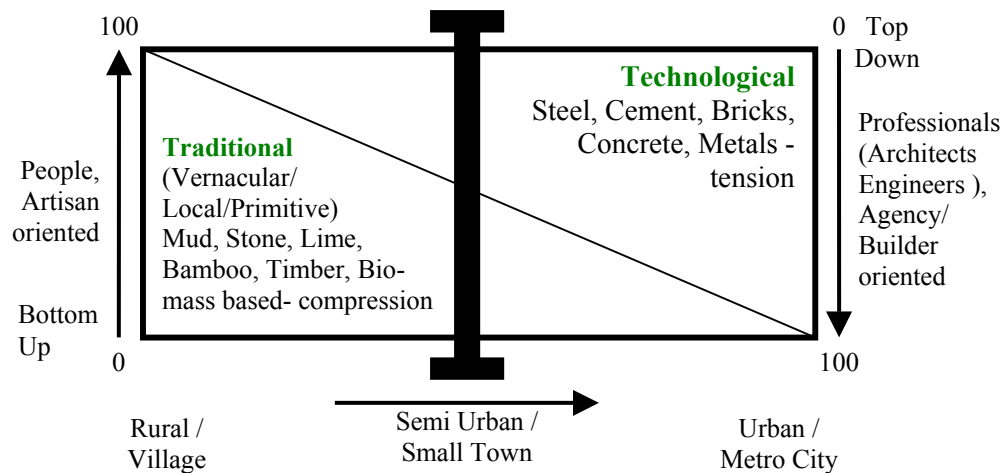 100
People,
Artisan
oriented
Bottom
Up
0
Traditional
(Vernacular/
Local/Primitive)
Mud, Stone, Lime,
Bamboo, Timber, Bio-
mass based- compression
Technological
Steel, Cement, Bricks,
Concrete, Metals -
tension
0 Top
Down
Professionals
(Architects
Engineers ),
Agency/
Builder
oriented
100
Rural /
Village
Semi Urban /
Small Town
Urban /
Metro City